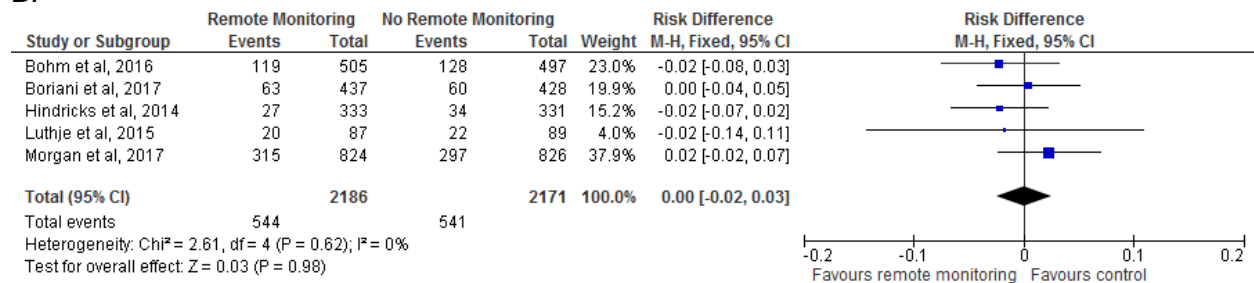 B.
Remote Monitoring No Remote Monitoring Risk Difference Risk Difference
Study or Subgroup Events Total Events Total Weight M-H, Fixed, 95% CI M-H, Fixed, 95% CI
Bohm et al, 2016 119 505 128 497 23.0% -0.02 [-0.08, 0.03]
Boriani et al, 2017 63 437 60 428 19.9% 0.00 [-0.04, 0.05]
Hindricks et al, 2014 27 333 34 331 15.2% -0.02 [-0.07, 0.02]
Luthje et al, 2015 20 87 22 89 4.0% -0.02 [-0.14, 0.11]
Morgan et al, 2017 315 824 297 826 37.9% 0.02 [-0.02, 0.07]
Total (95% CI) 2186 2171 100.0% 0.00 [-0.02, 0.03]
Total events 544 541
Heterogeneity: Chi² = 2.61, df = 4 (P = 0.62); I² = 0%
Test for overall effect: Z = 0.03 (P = 0.98)
-0.2 -0.1 0 0.1 0.2
Favours remote monitoring Favours control